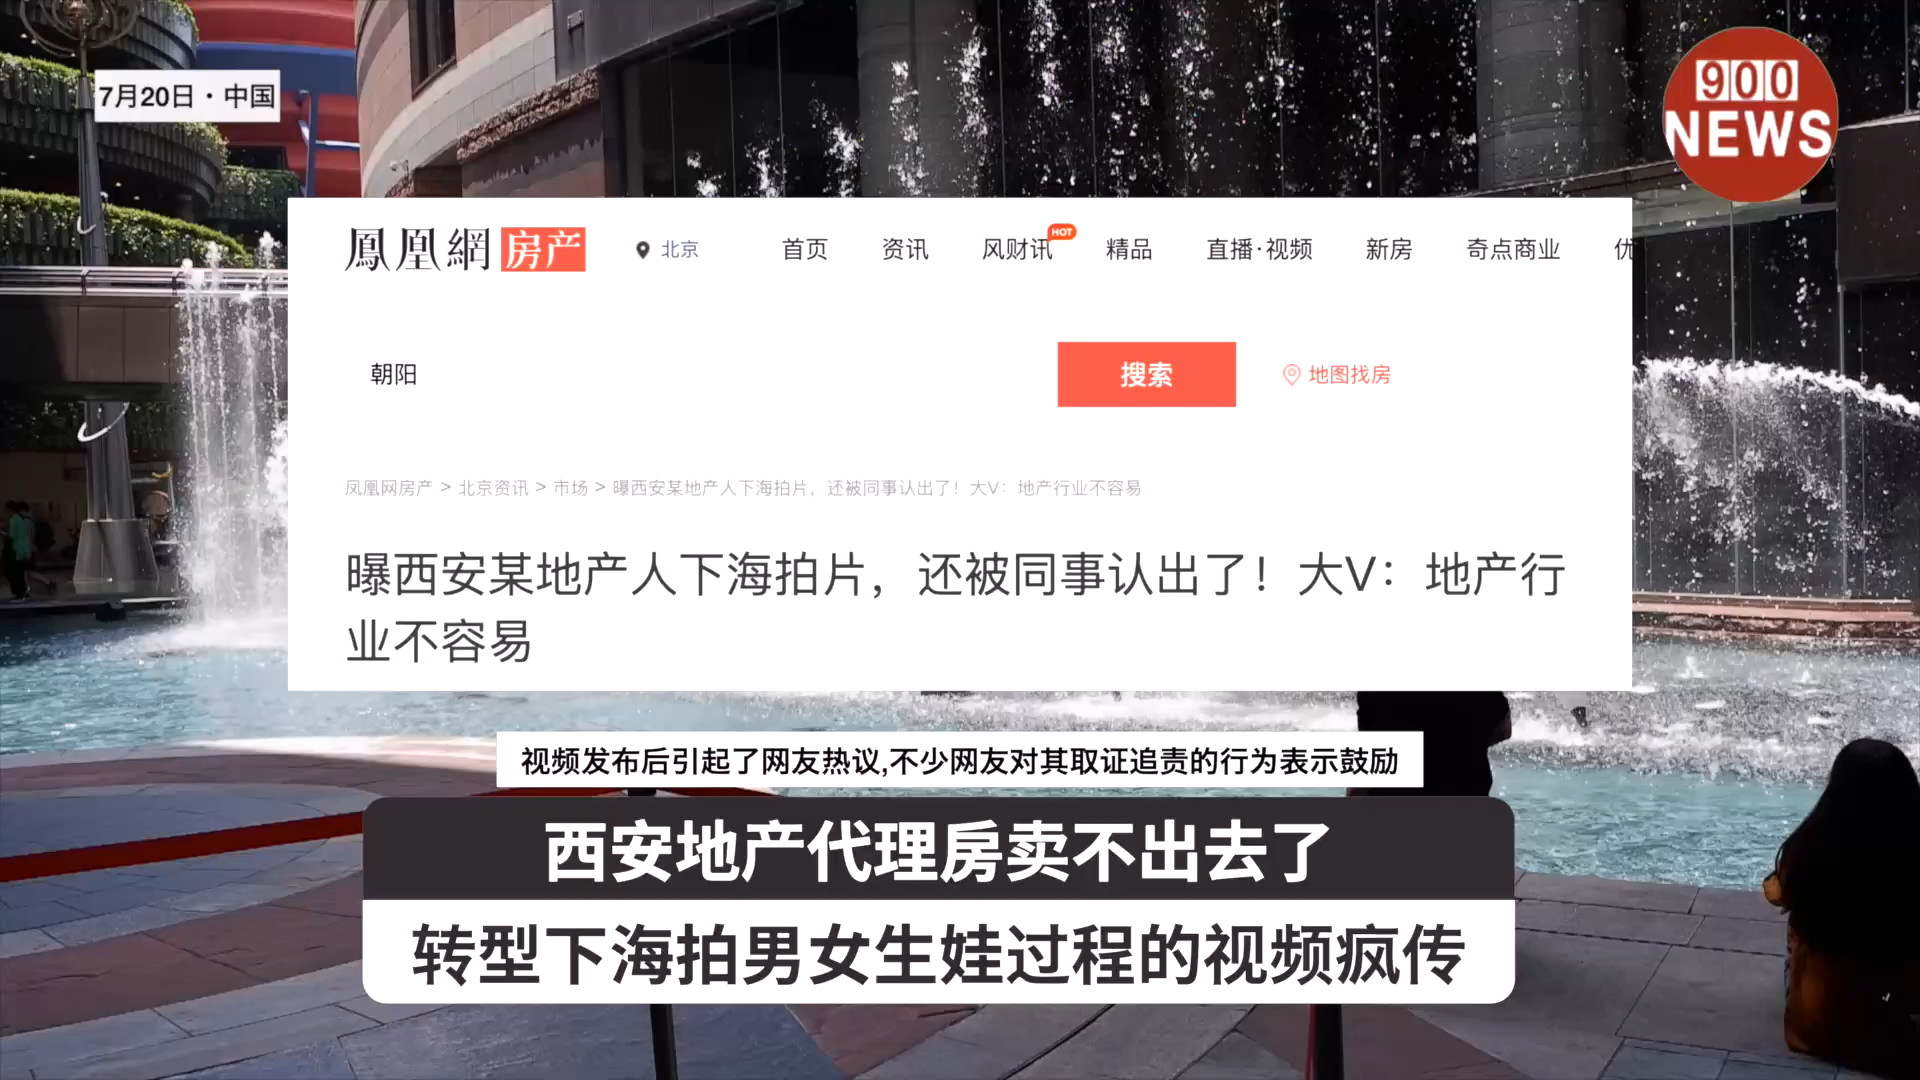 7月20日·中国
900
NEWS
鳳凰網房产
北京
首页
资讯
风财讯
HOT
精品
直播·视频
新房
奇点商业
优
朝阳
搜索
地图找房
凤凰网房产 > 北京资讯 > 市场 > 曝西安某地产人下海拍片，还被同事认出了！大V：地产行业不容易
曝西安某地产人下海拍片，还被同事认出了！大V：地产行
业不容易
视频发布后引起了网友热议,不少网友对其取证追责的行为表示鼓励
西安地产代理房卖不出去了
转型下海拍男女生娃过程的视频疯传